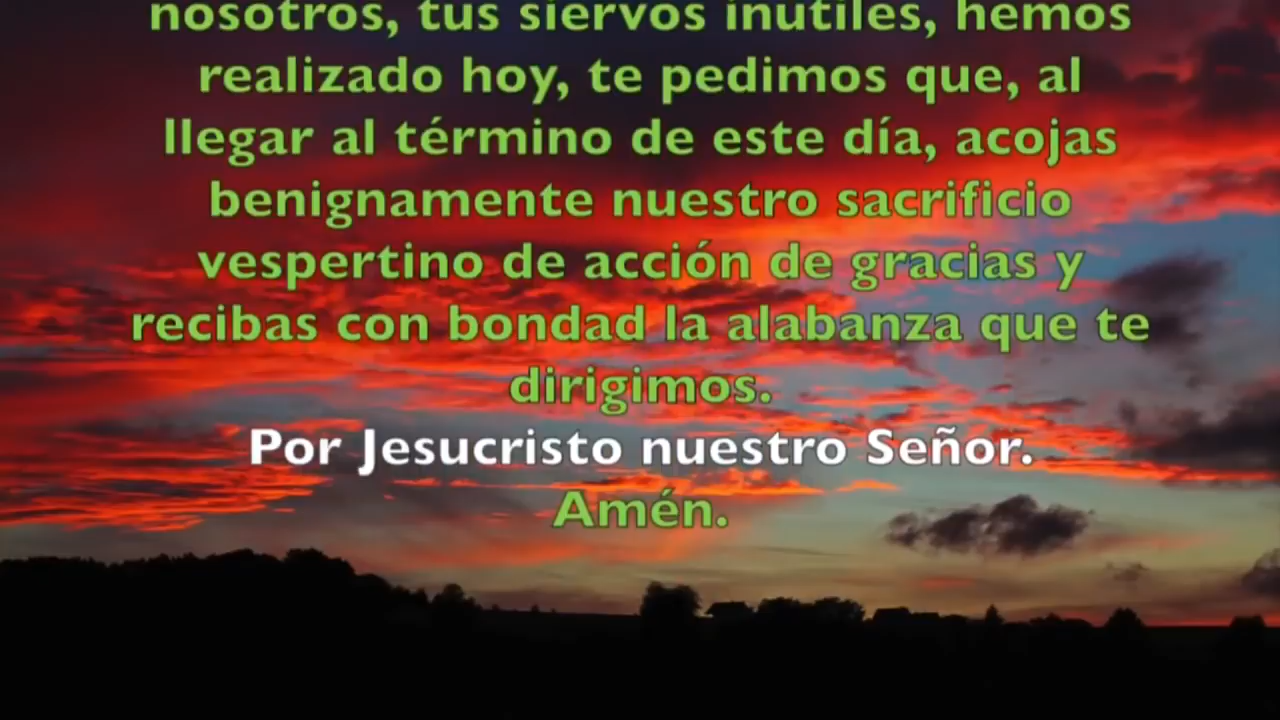 nosotros, tus siervos inútiles, hemos
realizado hoy, te pedimos que, al
llegar al término de este día, acojas
benignamente nuestro sacrificio
vespertino de acción de gracias y
recibas con bondad la alabanza que te
dirigimos.
Por Jesucristo nuestro Señor.
Amén.